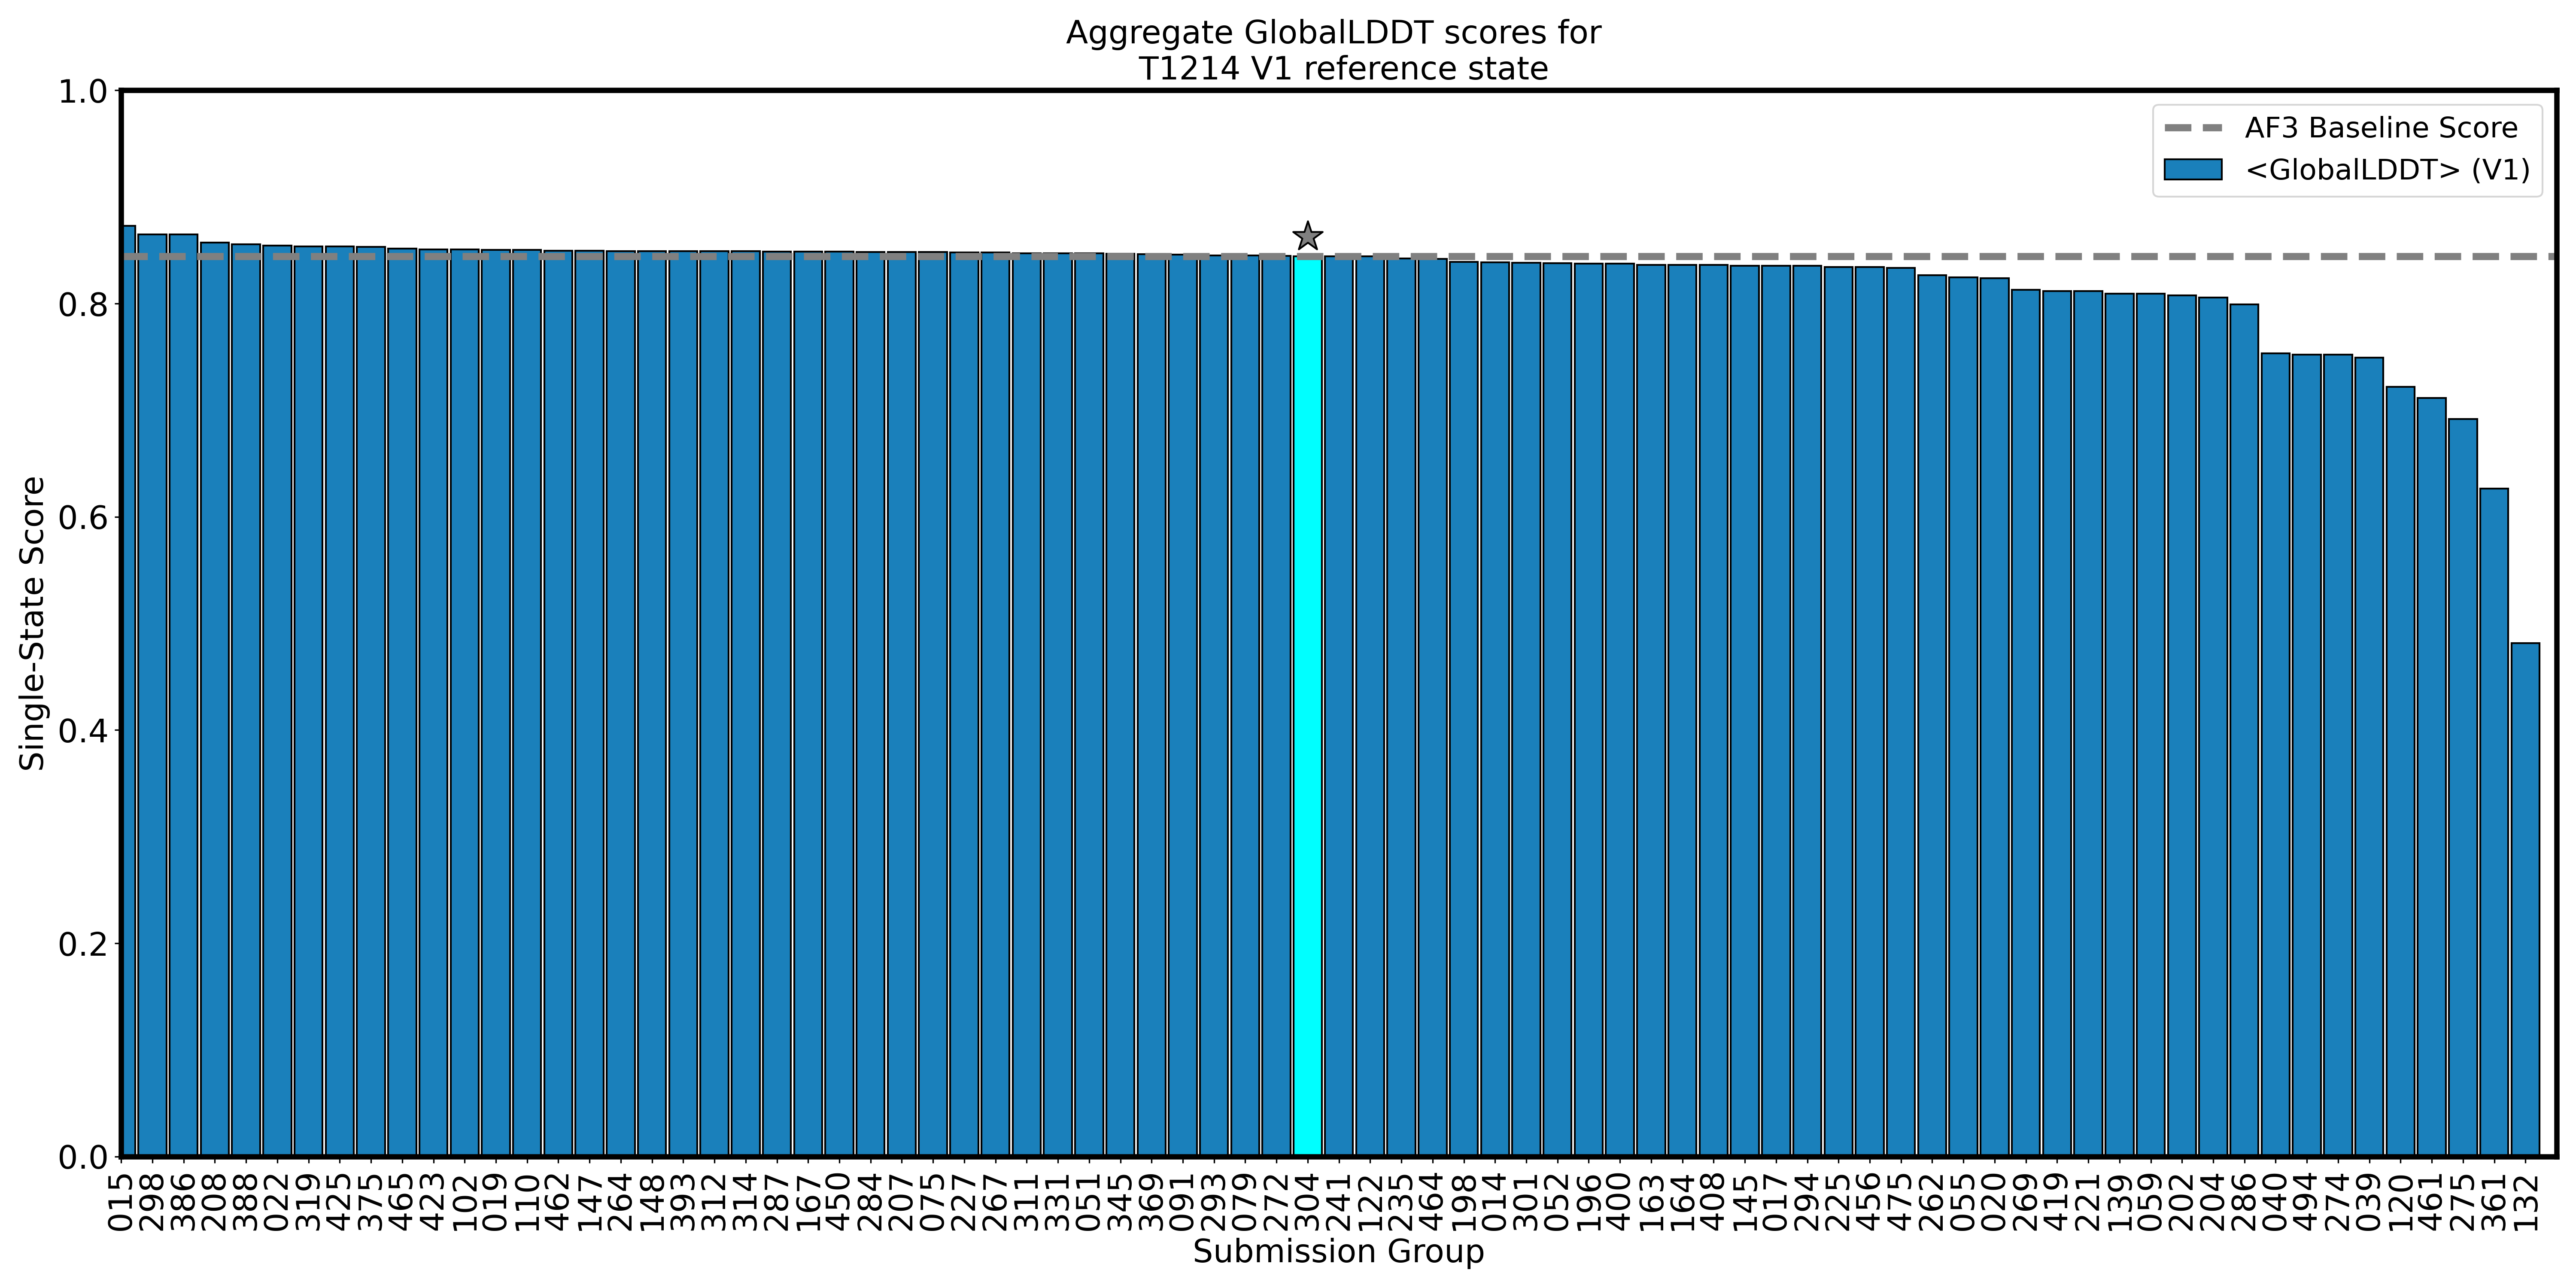 Aggregate GlobalLDDT scores for
T1214 V1 reference state
AF3 Baseline Score
<GlobalLDDT> (V1)
Single-State Score
1.0
0.8
0.6
0.4
0.2
0.0
015 298 386 208 388 022 319 425 375 465 423 102 019 110 462 147 264 148 393 312 314 287 167 450 284 207 075 227 267 311 331 051 345 369 091 293 079 272 304 241 122 235 464 198 014 301 052 196 400 163 164 408 145 017 294 225 456 475 262 055 020 269 419 221 139 059 202 204 286 040 494 274 039 120 461 275 361 132
Submission Group